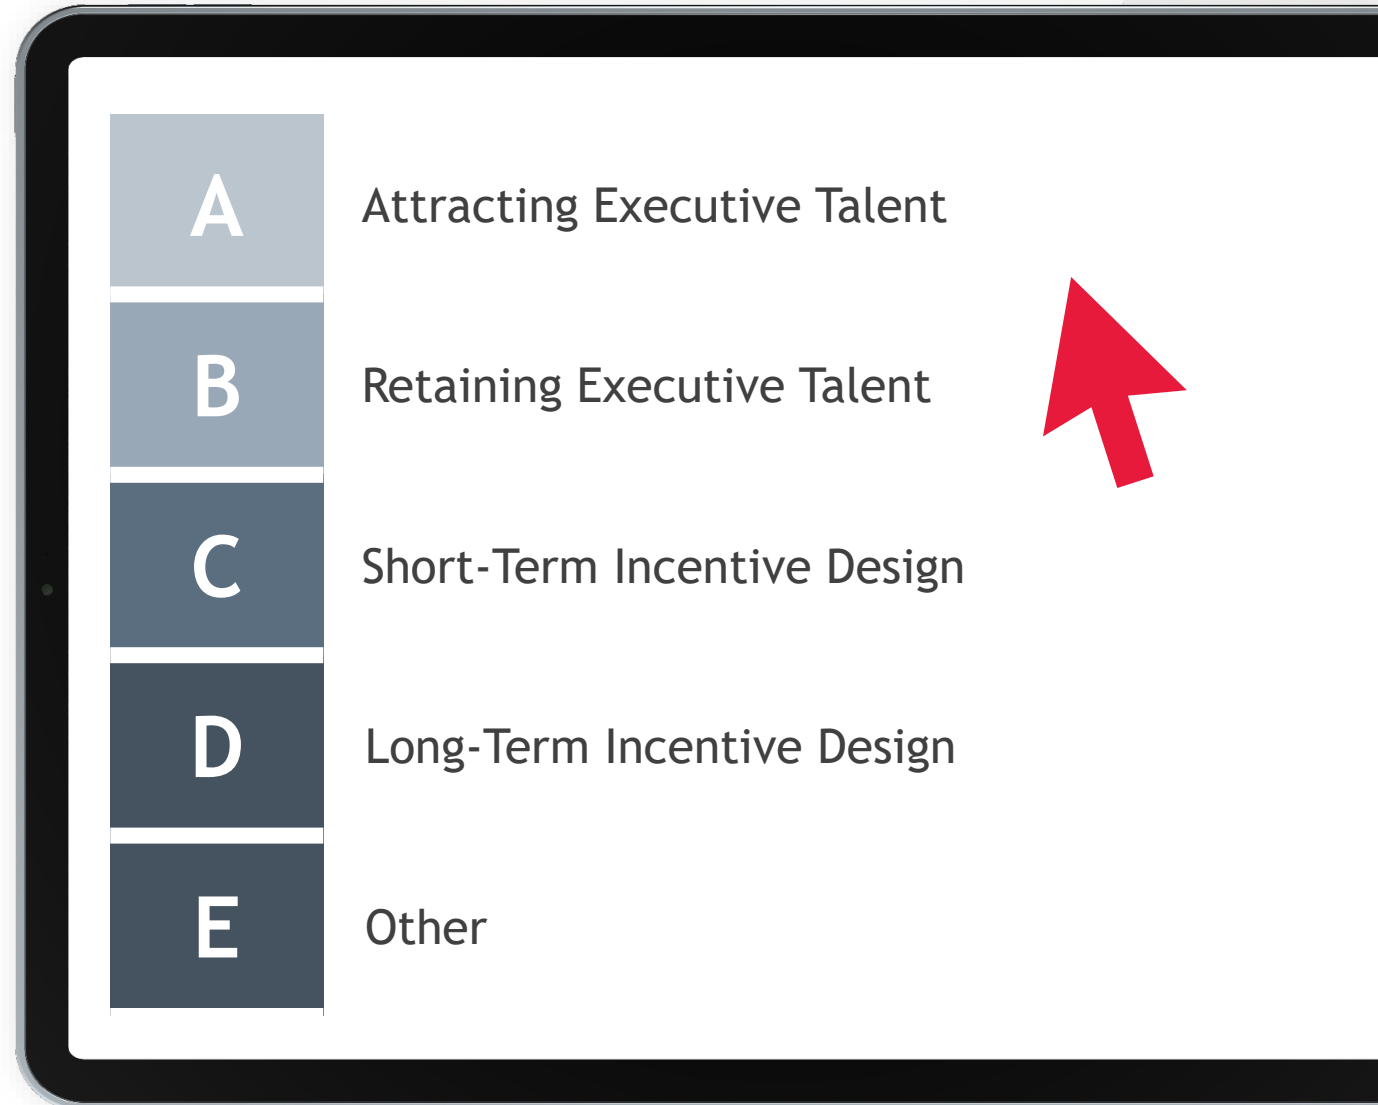 A Attracting Executive Talent
B Retaining Executive Talent
C Short-Term Incentive Design
D Long-Term Incentive Design
E Other